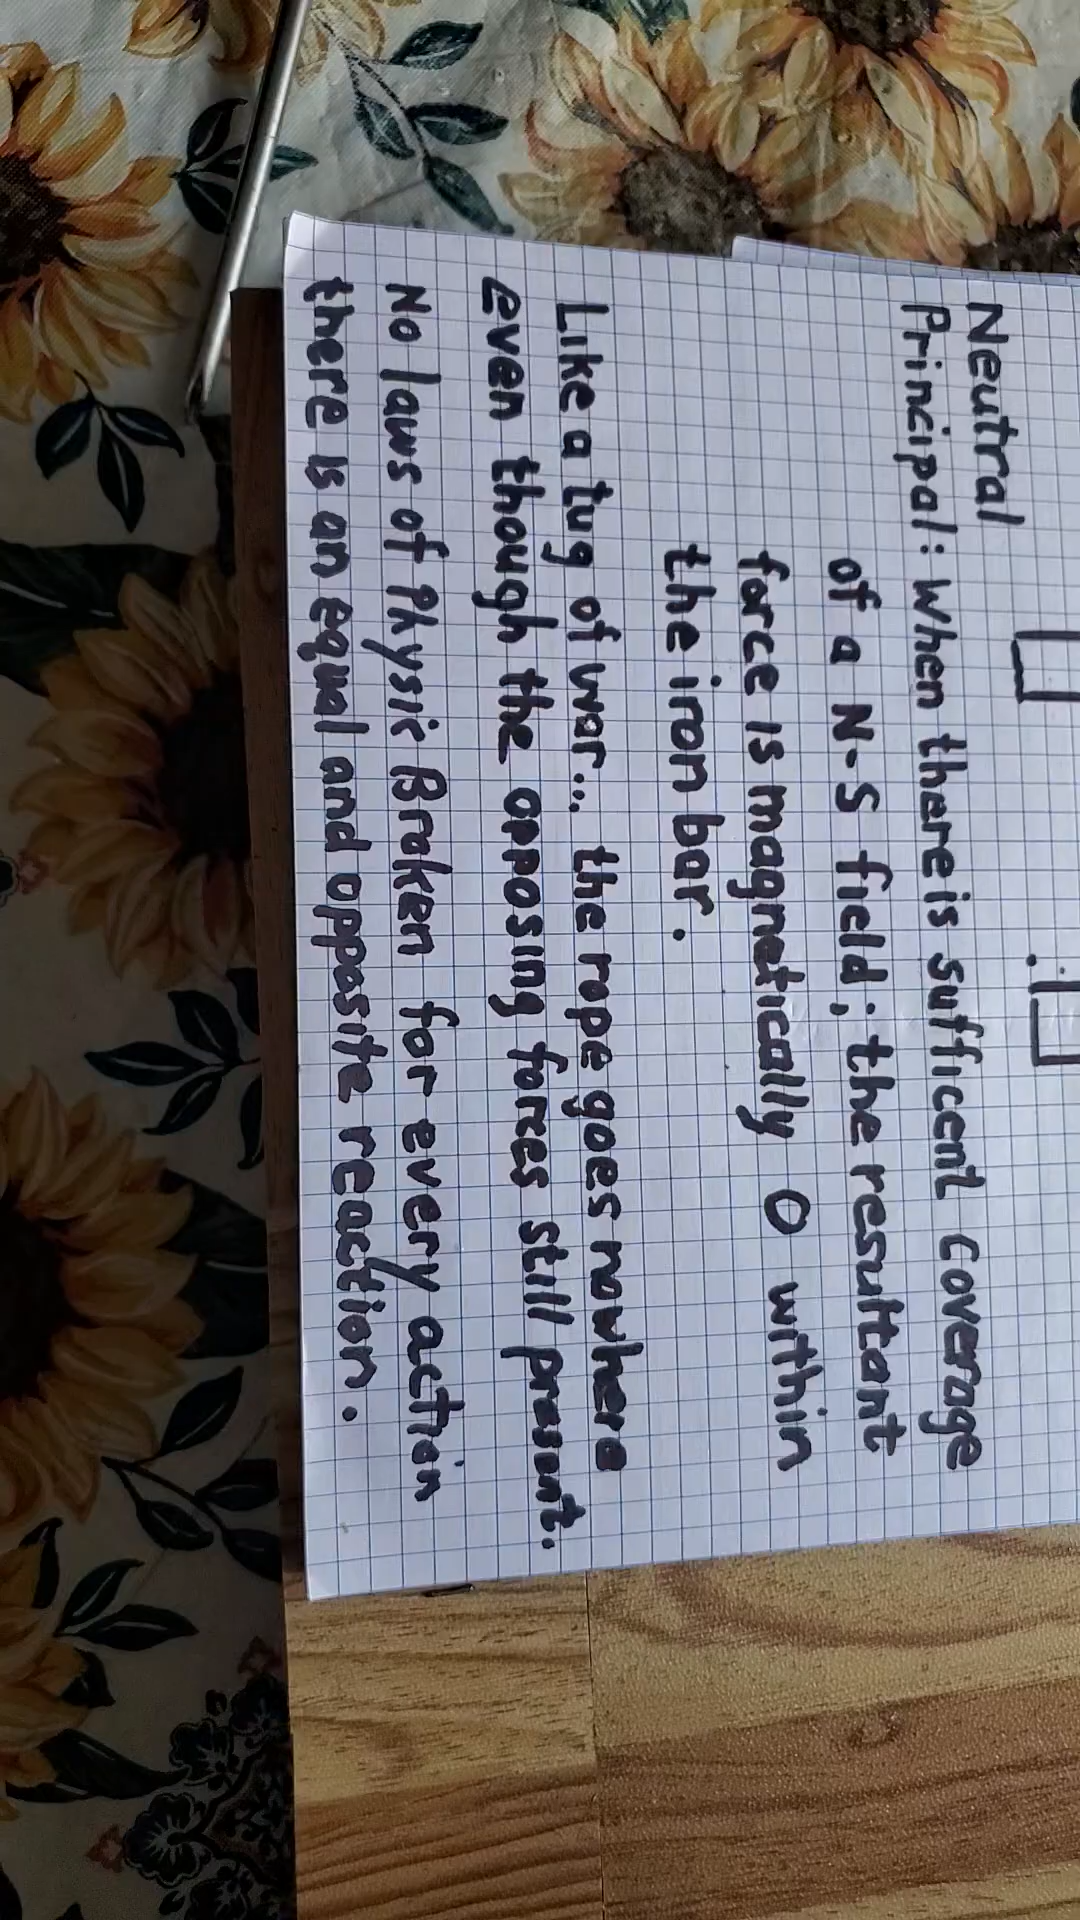 Neutral
Principal: When there is sufficent coverage
of a N-S field; the resultant
force is magnetically 0 within
the iron bar.
Like a tug of war... the rope goes nowhere
even though the opposing forces still present.
No laws of Physic Broken for every action
there is an equal and opposite reaction.